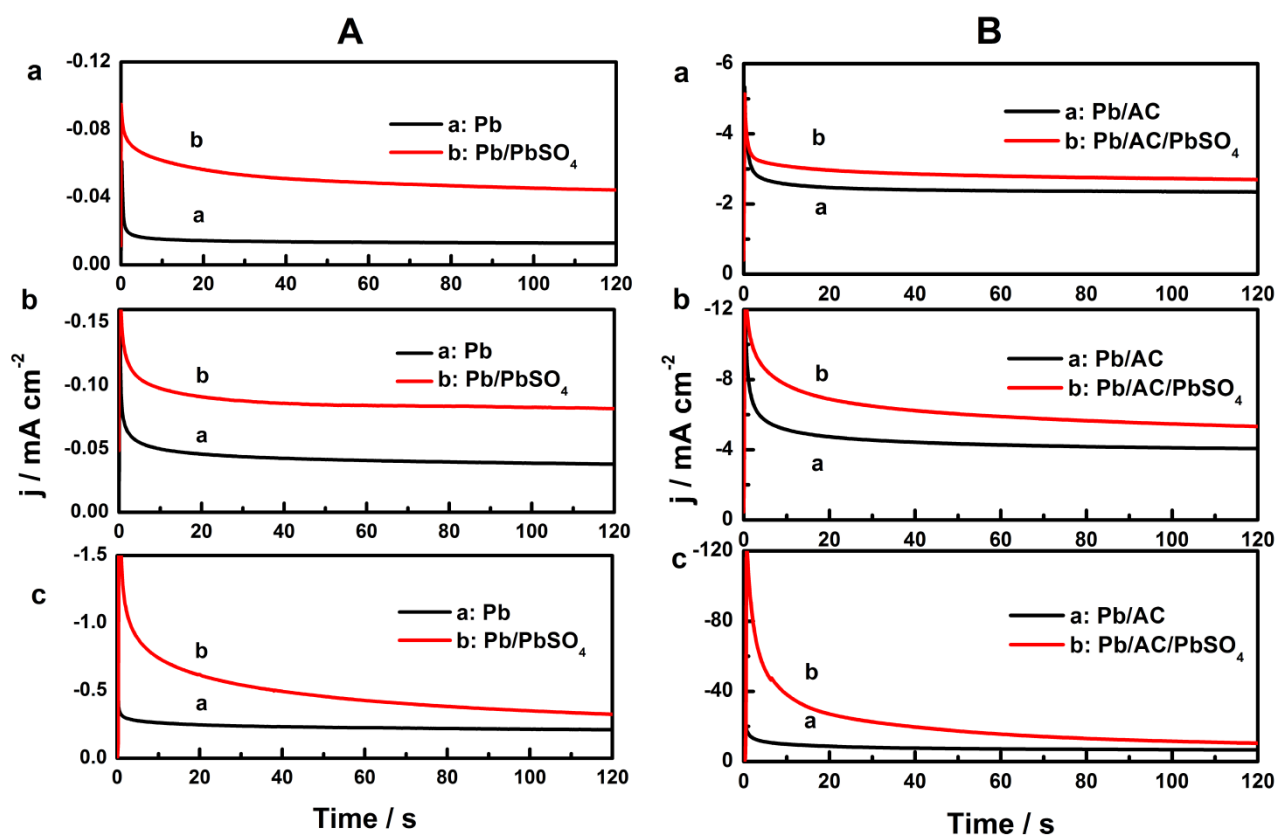 A
a
-0.12
-0.08
-0.04
0.00
a: Pb
b: Pb/PbSO4
b
a
0 20 40 60 80 100 120
b
-0.15
-0.10
-0.05
0.00
a: Pb
b: Pb/PbSO4
b
a
0 20 40 60 80 100 120
c
-1.5
-1.0
-0.5
0.0
a: Pb
b: Pb/PbSO4
b
a
0 20 40 60 80 100 120
j / mA cm-2
Time / s
B
a
-6
-4
-2
0
a: Pb/AC
b: Pb/AC/PbSO4
b
a
0 20 40 60 80 100 120
b
-12
-8
-4
0
a: Pb/AC
b: Pb/AC/PbSO4
b
a
0 20 40 60 80 100 120
c
-120
-80
-40
0
a: Pb/AC
b: Pb/AC/PbSO4
b
a
0 20 40 60 80 100 120
j / mA cm-2
Time / s